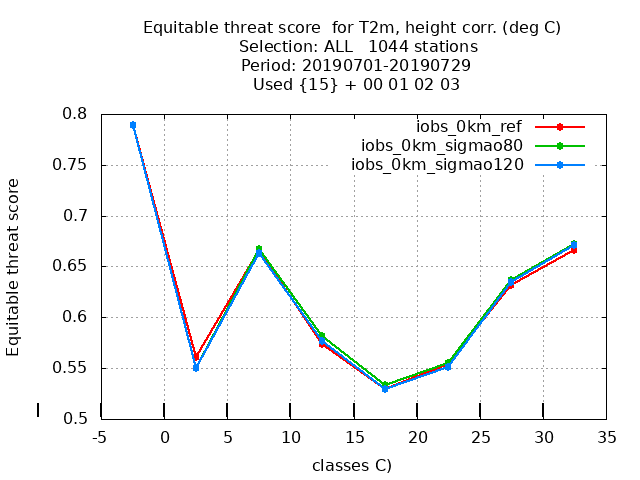 Equitable threat score  for T2m, height corr. (deg C)
Selection: ALL   1044 stations
Period: 20190701-20190729
Used {15} + 00 01 02 03
iobs_0km_ref
iobs_0km_sigmao80
iobs_0km_sigmao120
Equitable threat score
0.8
0.75
0.7
0.65
0.6
0.55
0.5
-5 0 5 10 15 20 25 30 35
classes C)